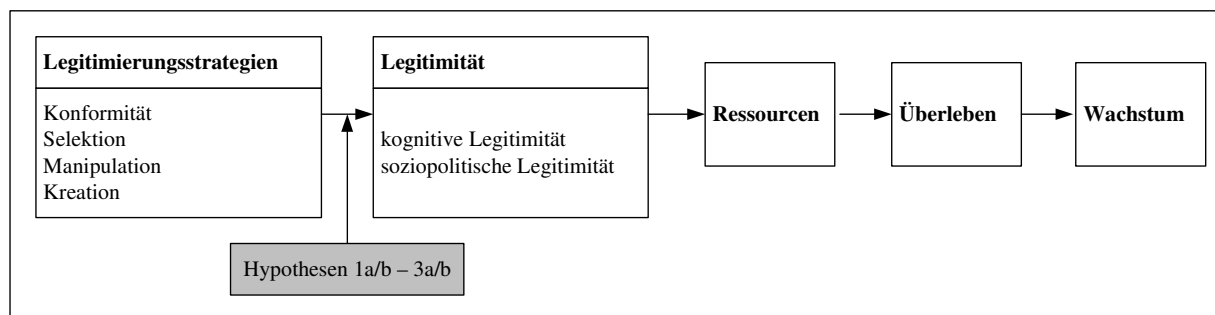 Legitimierungsstrategien
Konformität
Selektion
Manipulation
Kreation
Legitimität
kognitive Legitimität
soziopolitische Legitimität
Ressourcen
Überleben
Wachstum
Hypothesen 1a/b – 3a/b